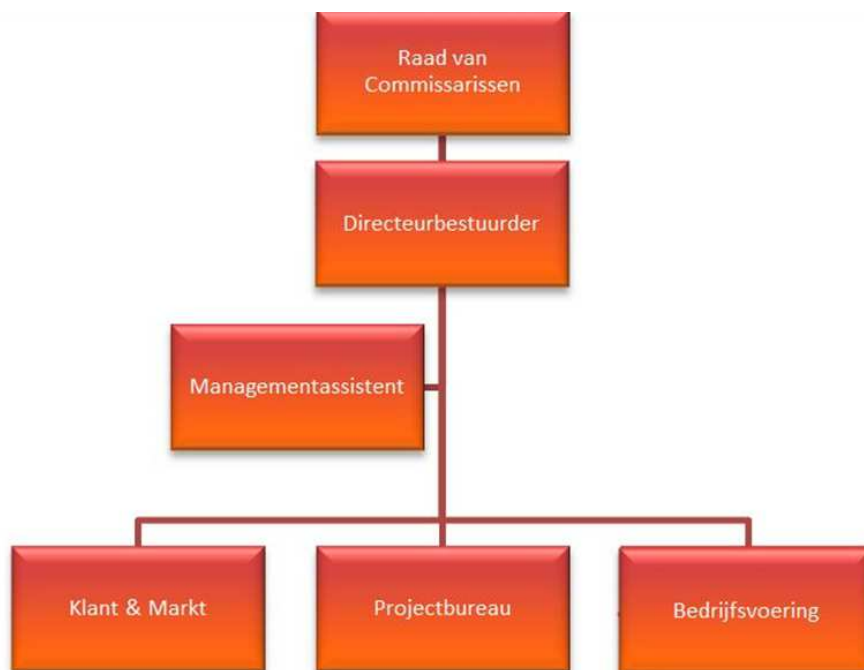 Raad van
Commissarissen
Directeurbestuurder
Managementassistent
Klant & Markt
Projectbureau
Bedrijfsvoering